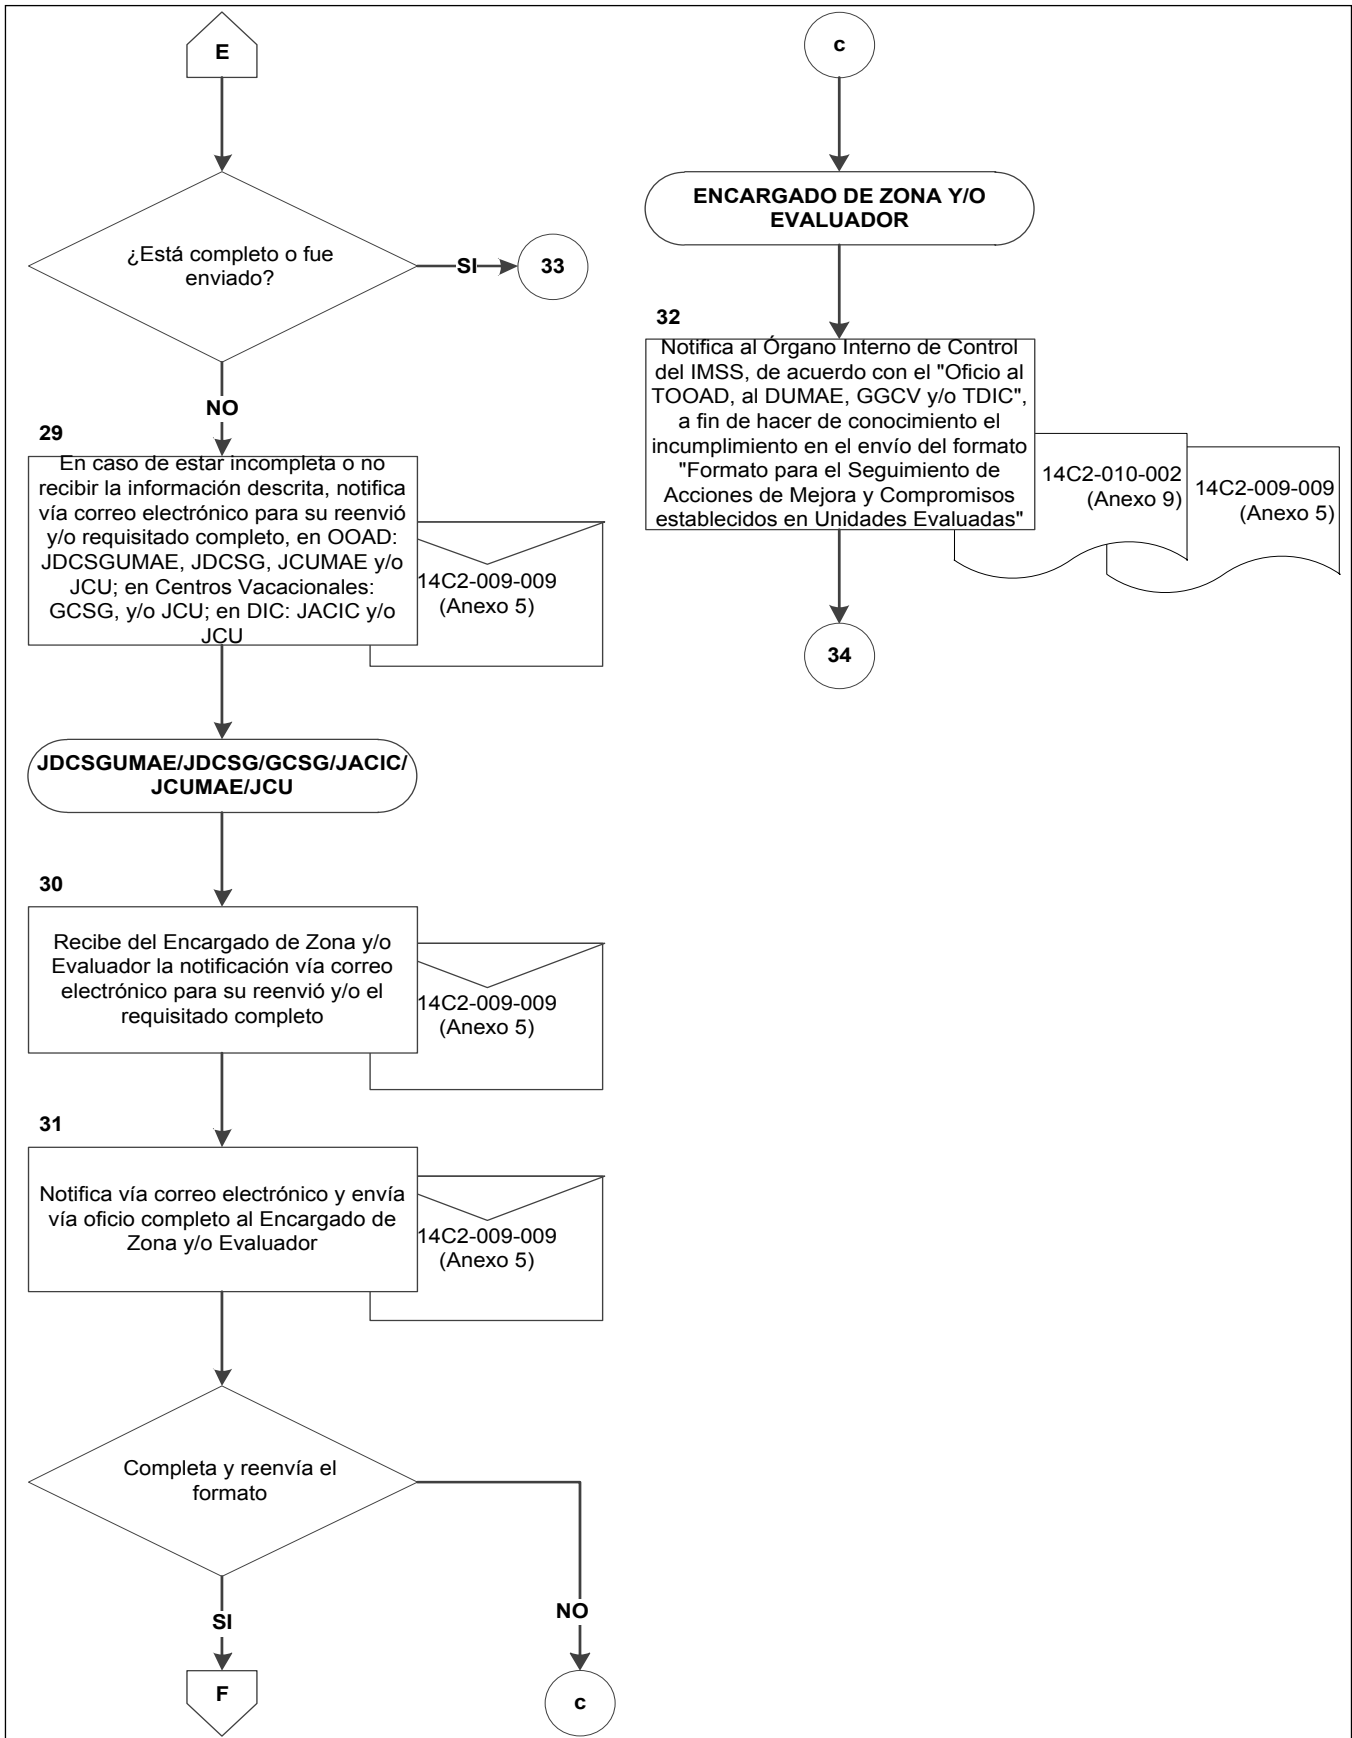 E
¿Está completo o fue
enviado?
SI
33
NO
29
En caso de estar incompleta o no
recibir la información descrita, notifica
vía correo electrónico para su reenvió
y/o requisitado completo, en OOAD:
JDCSGUMAE, JDCSG, JCUMAE y/o
JCU; en Centros Vacacionales:
GCSG, y/o JCU; en DIC: JACIC y/o
JCU
14C2-009-009
(Anexo 5)
JDCSGUMAE/JDCSG/GCSG/JACIC/
JCUMAE/JCU
30
Recibe del Encargado de Zona y/o
Evaluador la notificación vía correo
electrónico para su reenvió y/o el
requisitado completo
14C2-009-009
(Anexo 5)
31
Notifica vía correo electrónico y envía
vía oficio completo al Encargado de
Zona y/o Evaluador
14C2-009-009
(Anexo 5)
Completa y reenvía el
formato
SI
F
NO
c
c
ENCARGADO DE ZONA Y/O
EVALUADOR
32
Notifica al Órgano Interno de Control
del IMSS, de acuerdo con el "Oficio al
TOOAD, al DUMAE, GGCV y/o TDIC",
a fin de hacer de conocimiento el
incumplimiento en el envío del formato
"Formato para el Seguimiento de
Acciones de Mejora y Compromisos
establecidos en Unidades Evaluadas"
14C2-010-002
(Anexo 9)
14C2-009-009
(Anexo 5)
34